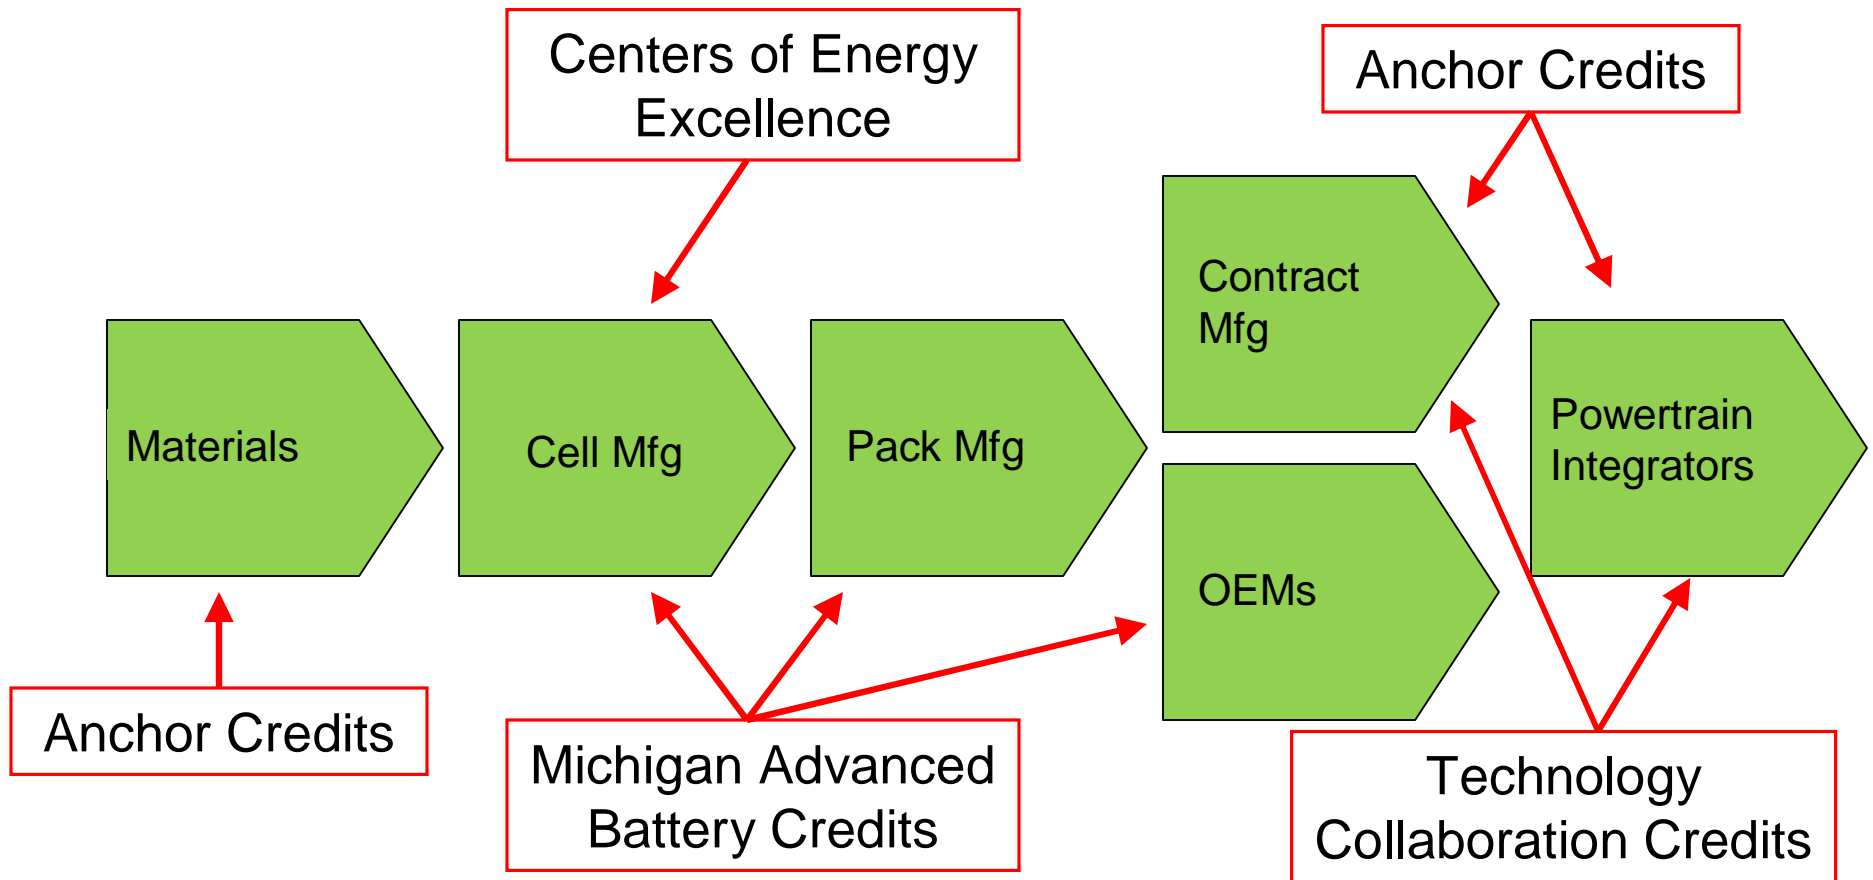 Centers of Energy
Excellence
Anchor Credits
Contract
Mfg
Materials
Cell Mfg
Pack Mfg
Powertrain
Integrators
OEMs
Anchor Credits
Michigan Advanced
Battery Credits
Technology
Collaboration Credits